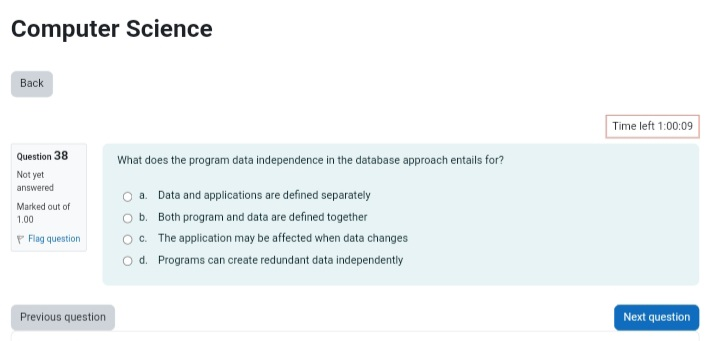 Computer Science
Back
Time left 1:00:09
Question 38
Not yet
answered
Marked out of
1.00
Flag question
What does the program data independence in the database approach entails for?
a. Data and applications are defined separately
b. Both program and data are defined together
c. The application may be affected when data changes
d. Programs can create redundant data independently
Previous question
Next question